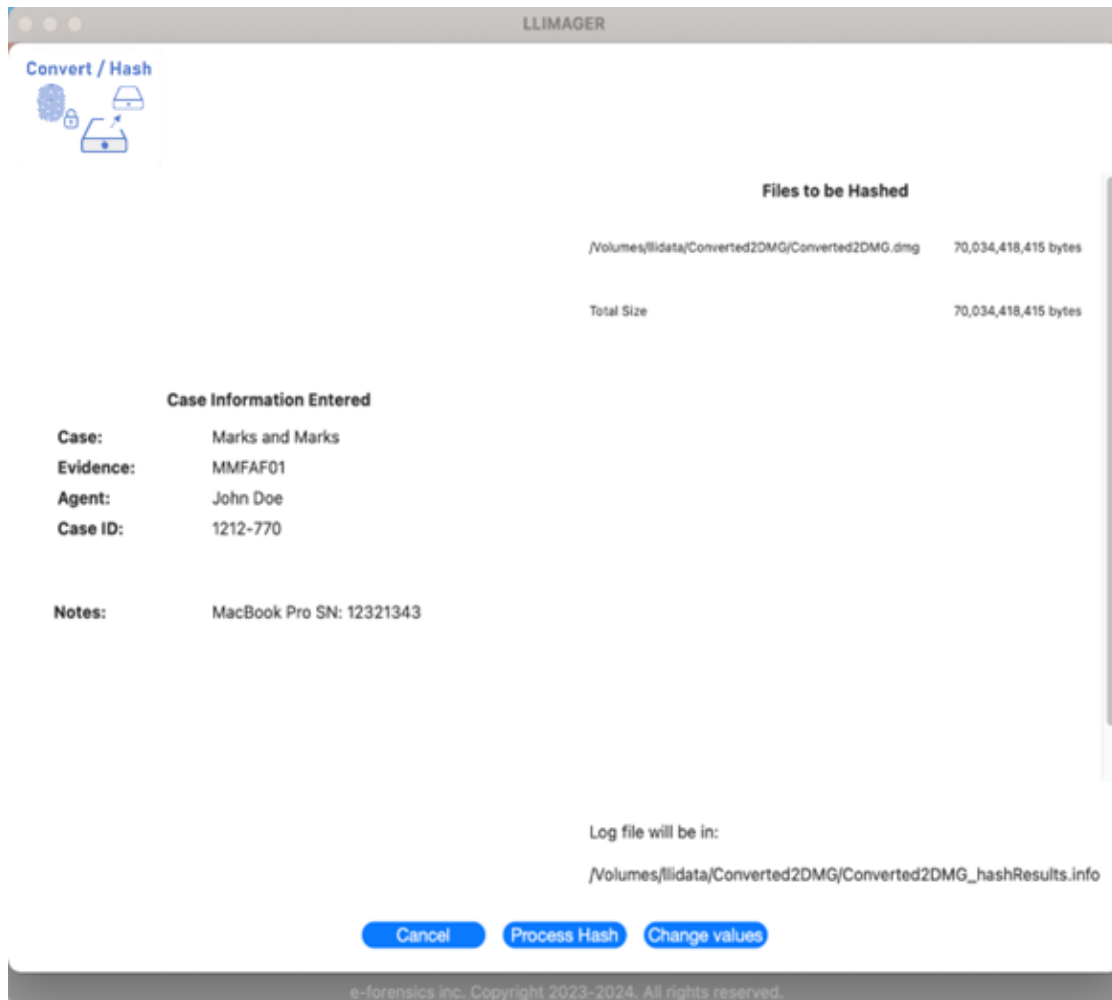 LLIMAGER
Convert / Hash
Files to be Hashed
/Volumes/llidata/Converted2DMG/Converted2DMG.dmg 70,034,418,415 bytes
Total Size 70,034,418,415 bytes
Case Information Entered
Case: Marks and Marks
Evidence: MMFAF01
Agent: John Doe
Case ID: 1212-770
Notes: MacBook Pro SN: 12321343
Log file will be in:
/Volumes/llidata/Converted2DMG/Converted2DMG_hashResults.info
Cancel Process Hash Change values
e-forensics inc. Copyright 2023-2024. All rights reserved.